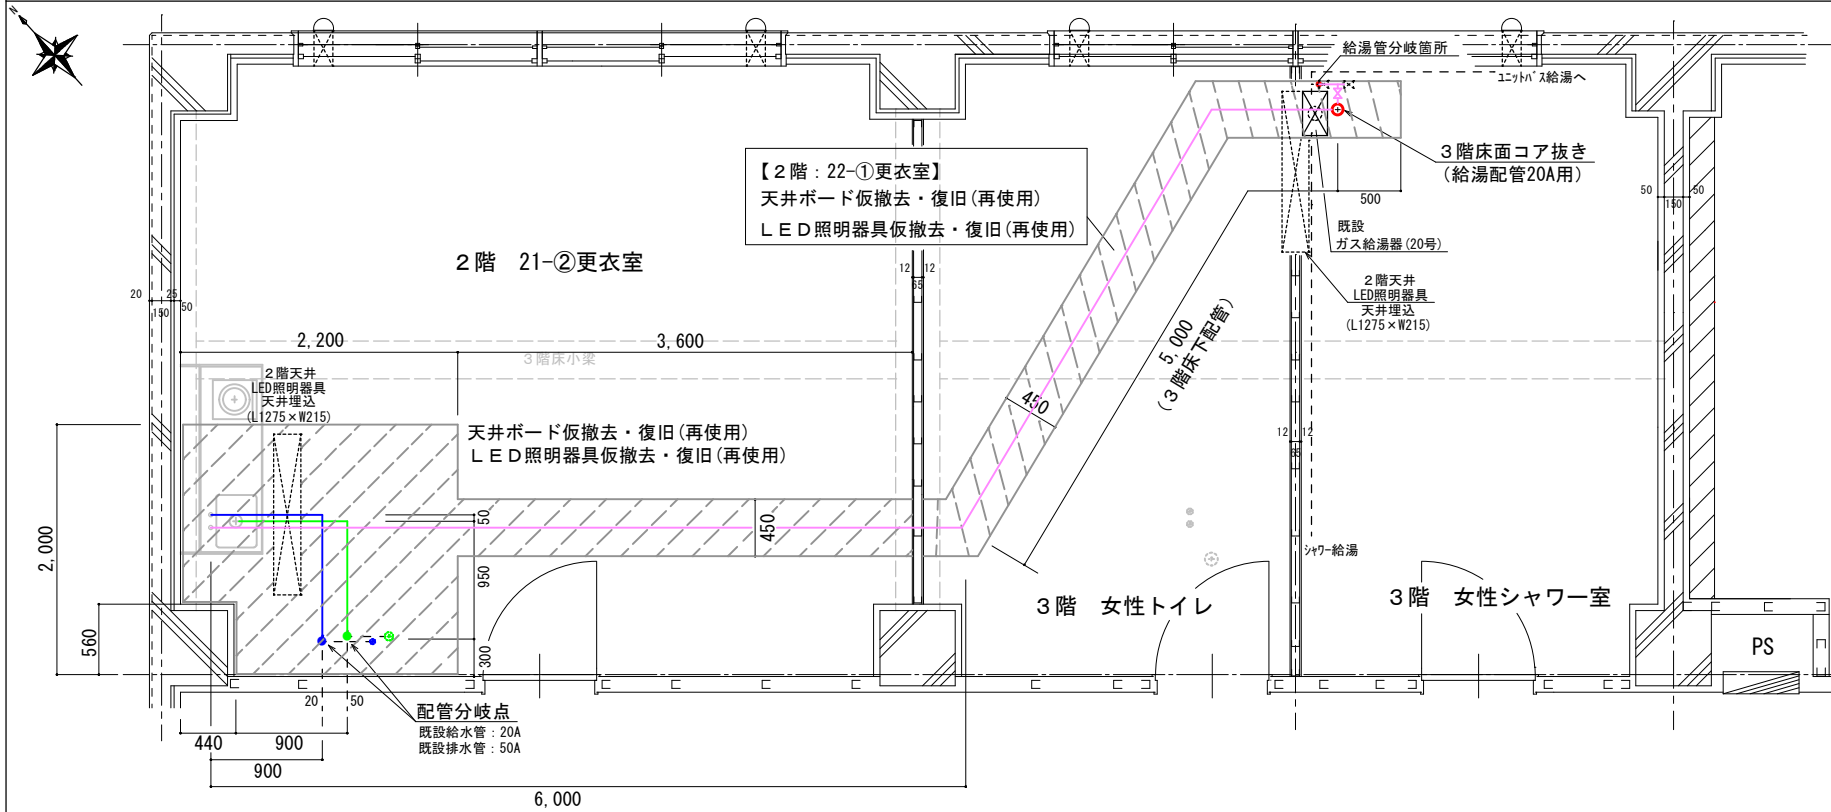 N
給湯管分岐箇所
ユニットバス給湯へ
【２階：22-①更衣室】
天井ボード仮撤去・復旧(再使用)
ＬＥＤ照明器具仮撤去・復旧(再使用)
３階床面コア抜き
(給湯配管20A用)
500
50
150
50
既設
ガス給湯器(20号)
２階　21-②更衣室
12
12
65
２階天井
LED照明器具
天井埋込
(L1275×W215)
20
25
150
50
2,200
3,600
３階床小梁
5,000
(３階床下配管)
450
２階天井
LED照明器具
天井埋込
(L1275×W215)
天井ボード仮撤去・復旧(再使用)
ＬＥＤ照明器具仮撤去・復旧(再使用)
12
12
65
2,000
50
450
950
シャワー給湯
560
300
３階　女性トイレ
３階　女性シャワー室
PS
20
50
配管分岐点
既設給水管：20A
既設排水管：50A
440
900
900
6,000